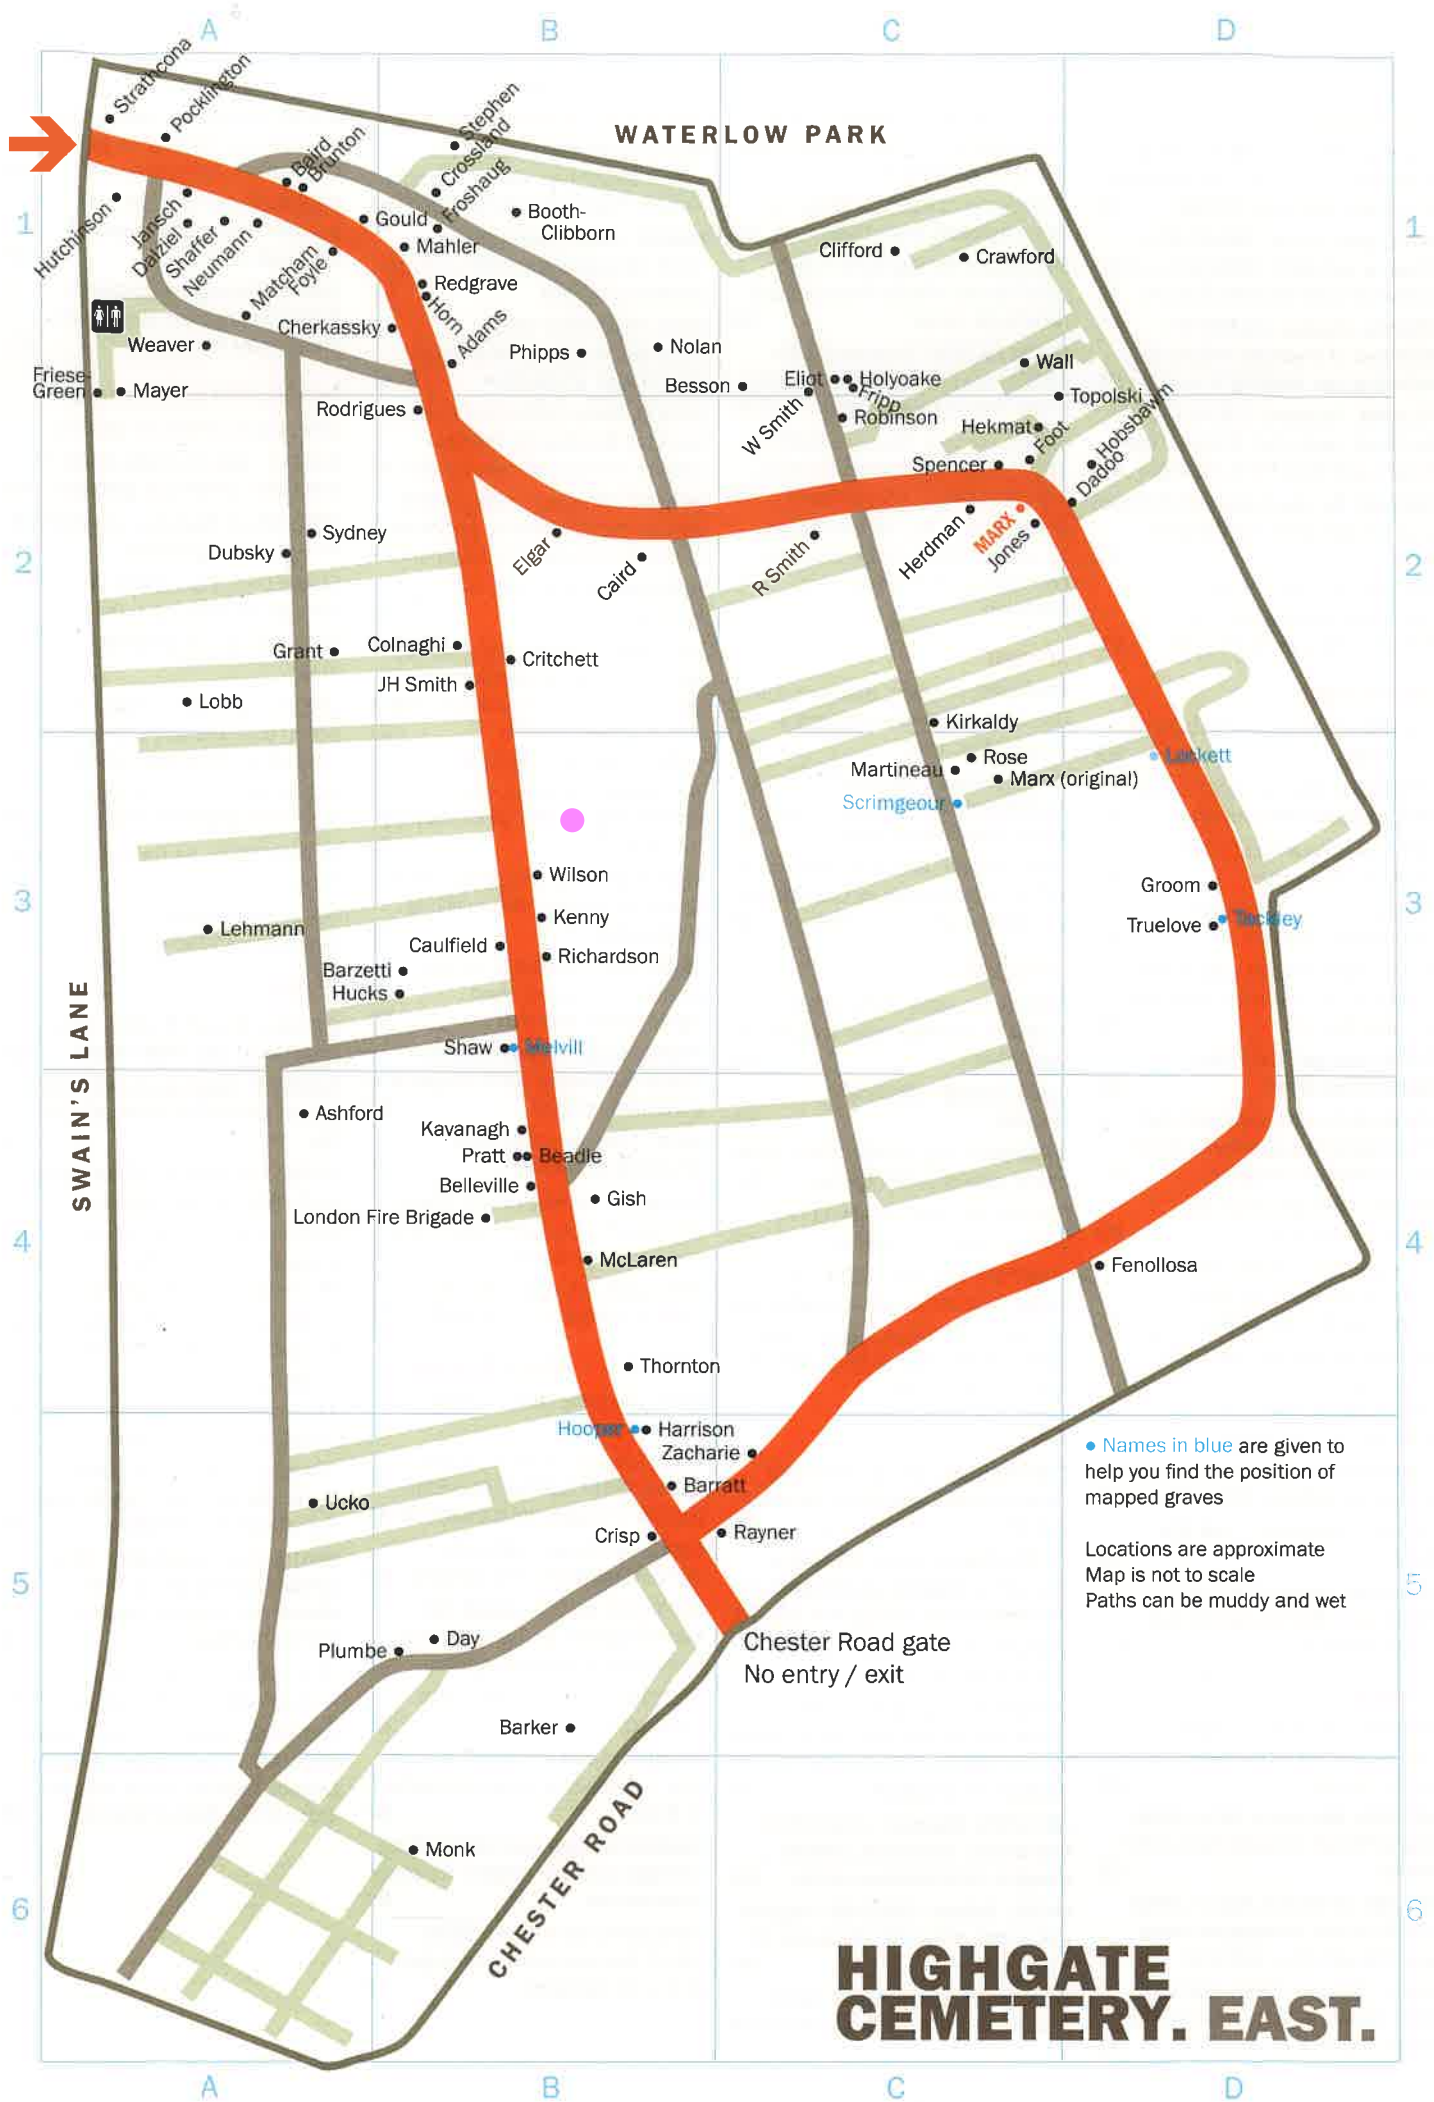 A B C D
Strathcona
Pocklington
Stephen
Crossland
Froshaug
WATERLOW PARK
Baird
Brunton
1 1
Hutchinson
Jansch
Dalziel
Shaffer
Neumann
Matcham
Foyle
Gould
Mahler
Booth-
Clibborn
Clifford
Crawford
Redgrave
Horn
Adams
Cherkassky
Weaver
Phipps
Nolan
Besson
Eliot
Holyoake
Fripp
W Smith
Robinson
Wall
Topolski
Friese-
Green
Mayer
Rodrigues
Hekmat
Foot
Hobsbawm
Dadoo
Spencer
Herdman
MARX
Jones
2 2
Sydney
Dubsky
Elgar
Caird
R Smith
Grant
Colnaghi
Critchett
JH Smith
Lobb
Kirkaldy
Rose
Martineau
Marx (original)
Scrimgeour
Lockett
3 3
Wilson
Kenny
Groom
Truelove
Tackley
Lehmann
Caulfield
Richardson
Barzetti
Hucks
SWAIN'S LANE
Shaw
Melvill
Ashford
Kavanagh
Pratt
Beadle
Belleville
Gish
London Fire Brigade
4 4
McLaren
Fenollosa
Thornton
Hooper
Harrison
Zacharie
Barratt
Ucko
Crisp
Rayner
Names in blue are given to
help you find the position of
mapped graves
Locations are approximate
Map is not to scale
Paths can be muddy and wet
5 5
Plumbe
Day
Chester Road gate
No entry / exit
Barker
CHESTER ROAD
Monk
6 6
HIGHGATE
CEMETERY. EAST.
A B C D